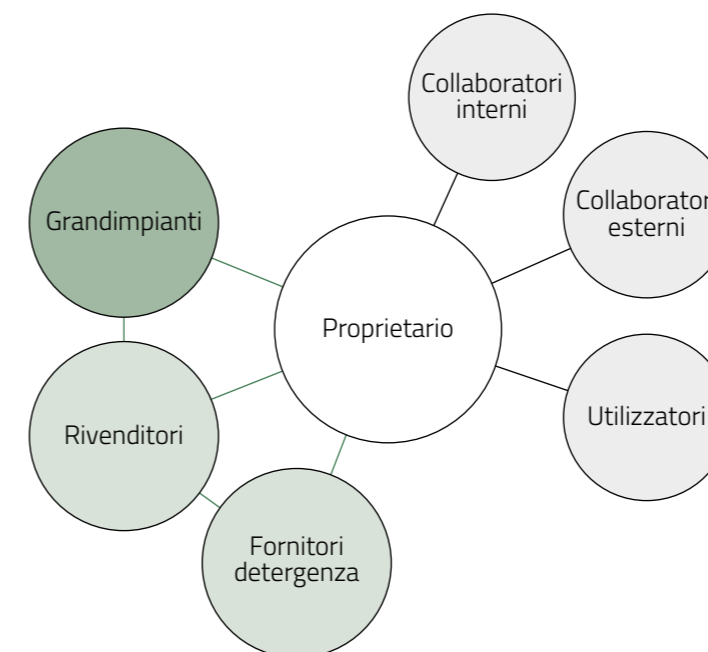 Collaboratori
interni
Grandimpianti
Collaborator
esterni
Proprietario
Utilizzatori
Rivenditori
Fornitori
detergenza